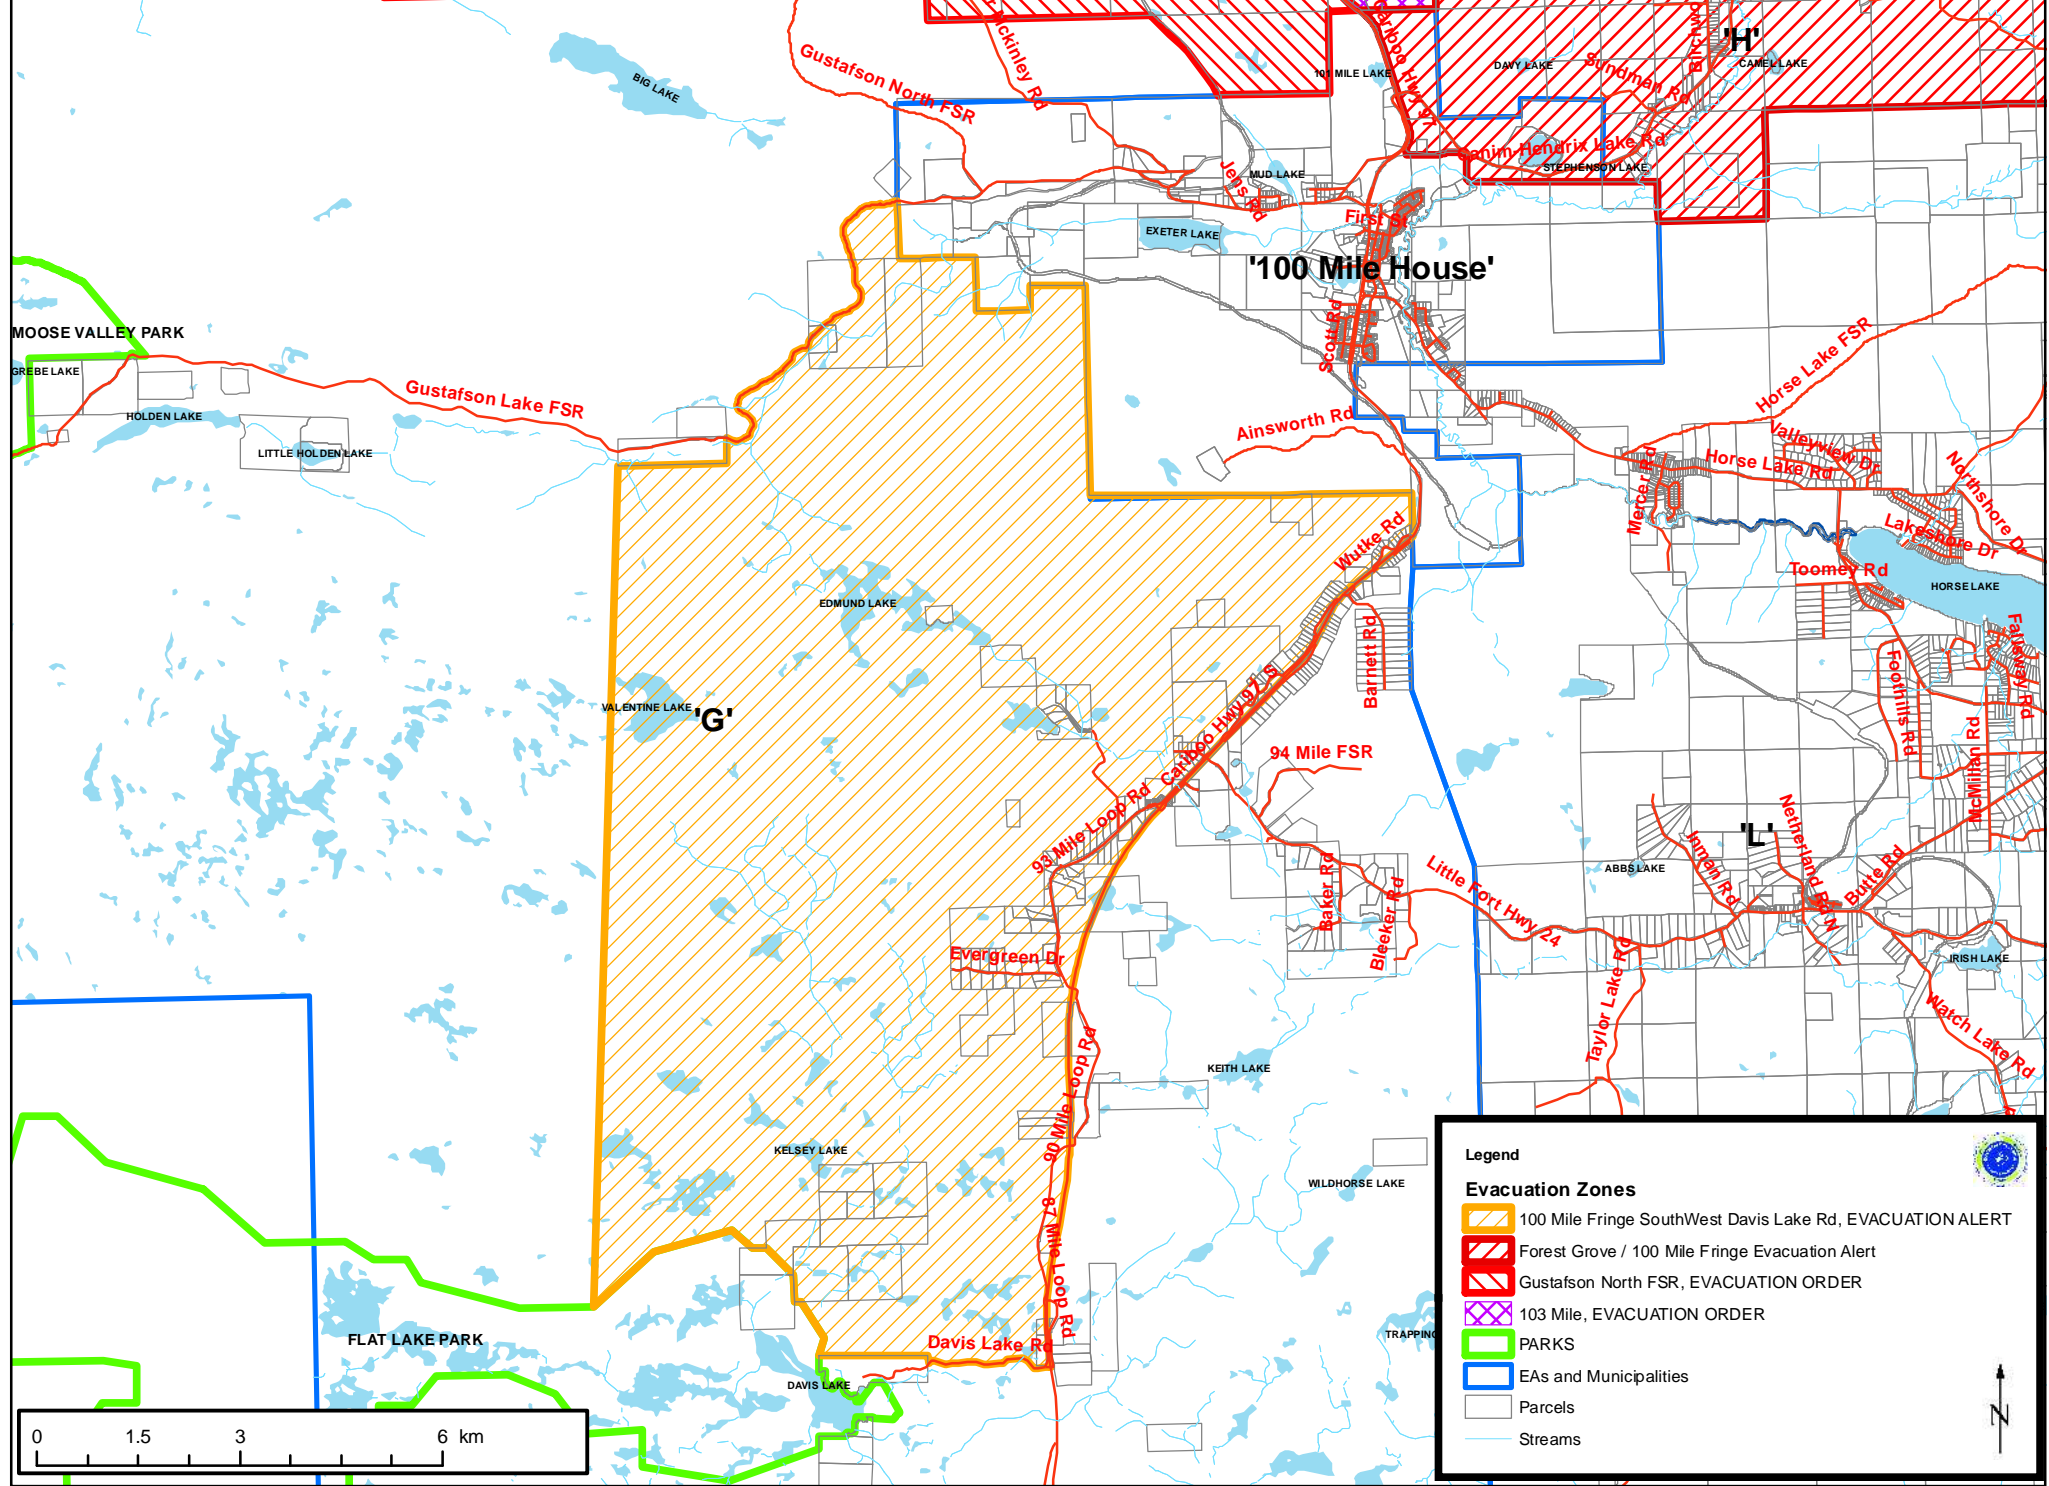 'H'
BIG LAKE
Gustafson North FSR
Mckinley Rd
101 MILE LAKE
Cariboo Hwy 97
DAVY LAKE
Sundman Rd
CAMEL LAKE
Canim-Hendrix Lake Rd
STEPHENSON LAKE
Jens Rd
MUD LAKE
First St
EXETER LAKE
'100 Mile House'
Scott Rd
MOOSE VALLEY PARK
GREBE LAKE
HOLDEN LAKE
LITTLE HOLDEN LAKE
Gustafson Lake FSR
Ainsworth Rd
Horse Lake FSR
Valleyview Dr
Horse Lake Rd
Mercer Rd
Northshore Dr
Lakeshore Dr
Toomey Rd
HORSE LAKE
Wutke Rd
EDMUND LAKE
Barnett Rd
Fairway Rd
Foothills Rd
McMillan Rd
VALENTINE LAKE
'G'
Cariboo Hwy 97 S
94 Mile FSR
93 Mile Loop Rd
Netherland Rd N
'L'
Inman Rd
ABBS LAKE
Butte Rd
Baker Rd
Bleeker Rd
Little Fort Hwy 24
Taylor Lake Rd
IRISH LAKE
Watch Lake Rd
Evergreen Dr
90 Mile Loop Rd
KEITH LAKE
KELSEY LAKE
WILDHORSE LAKE
87 Mile Loop Rd
FLAT LAKE PARK
Davis Lake Rd
DAVIS LAKE
TRAPPING
Legend
Evacuation Zones
100 Mile Fringe SouthWest Davis Lake Rd, EVACUATION ALERT
Forest Grove / 100 Mile Fringe Evacuation Alert
Gustafson North FSR, EVACUATION ORDER
103 Mile, EVACUATION ORDER
PARKS
EAs and Municipalities
Parcels
Streams
N
0 1.5 3 6 km